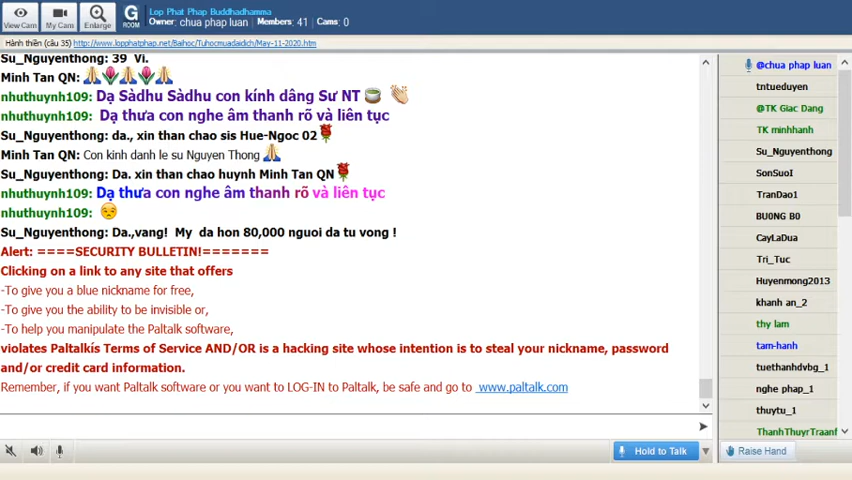 Lop Phat Phap Buddhadhamma
Owner: chua phap luan Members: 41 Cams: 0
View Cam My Cam Enlarge G ROOM
Hành thiền (câu 35) http://www.lopphatphap.net/Baihoc/Tuhocmuadaidich/May-11-2020.htm
Su_Nguyenthong: 39 Vi.
Minh Tan QN:
nhuthuynh109: Dạ Sàdhu Sàdhu con kính dâng Sư NT
nhuthuynh109: Dạ thưa con nghe âm thanh rõ và liên tục
Su_Nguyenthong: da., xin than chao sis Hue-Ngoc 02
Minh Tan QN: Con kinh danh le su Nguyen Thong
Su_Nguyenthong: Da. xin than chao huynh Minh Tan QN
nhuthuynh109: Dạ thưa con nghe âm thanh rõ và liên tục
nhuthuynh109:
Su_Nguyenthong: Da.,vang! My da hon 80,000 nguoi da tu vong !
Alert: ====SECURITY BULLETIN!=======
Clicking on a link to any site that offers
-To give you a blue nickname for free,
-To give you the ability to be invisible or,
-To help you manipulate the Paltalk software,
violates Paltalkís Terms of Service AND/OR is a hacking site whose intention is to steal your nickname, password
and/or credit card information.
Remember, if you want Paltalk software or you want to LOG-IN to Paltalk, be safe and go to www.paltalk.com
Hold to Talk
@chua phap luan
tntueduyen
@TK Giac Dang
TK minhhanh
Su_Nguyenthong
SonSuoI
TranDao1
BU0NG B0
CayLaDua
Tri_Tuc
Huyenmong2013
khanh an_2
thy lam
tam-hanh
tuethanhdvbg_1
nghe phap_1
thuytu_1
ThanhThuyrTraanf
Raise Hand